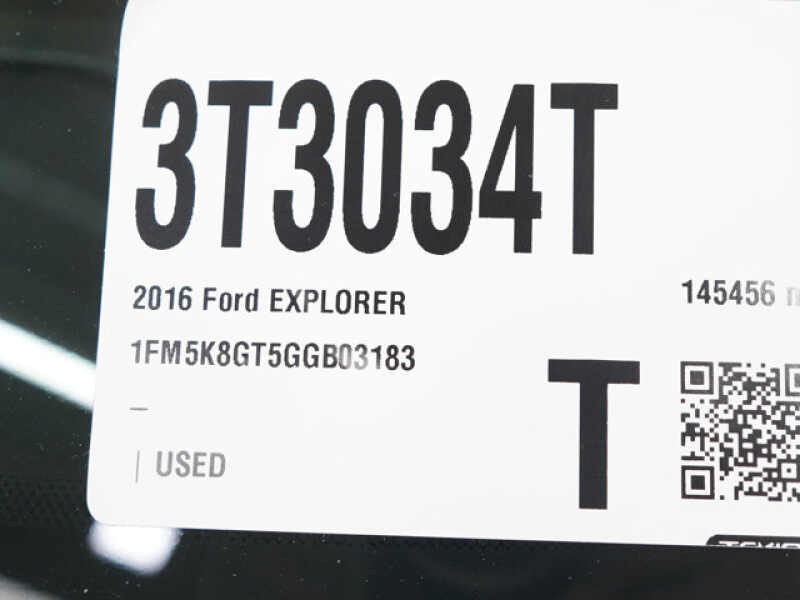 3T3034T
2016 Ford EXPLORER
145456
1FM5K8GT5GGB03183
T
–
| USED